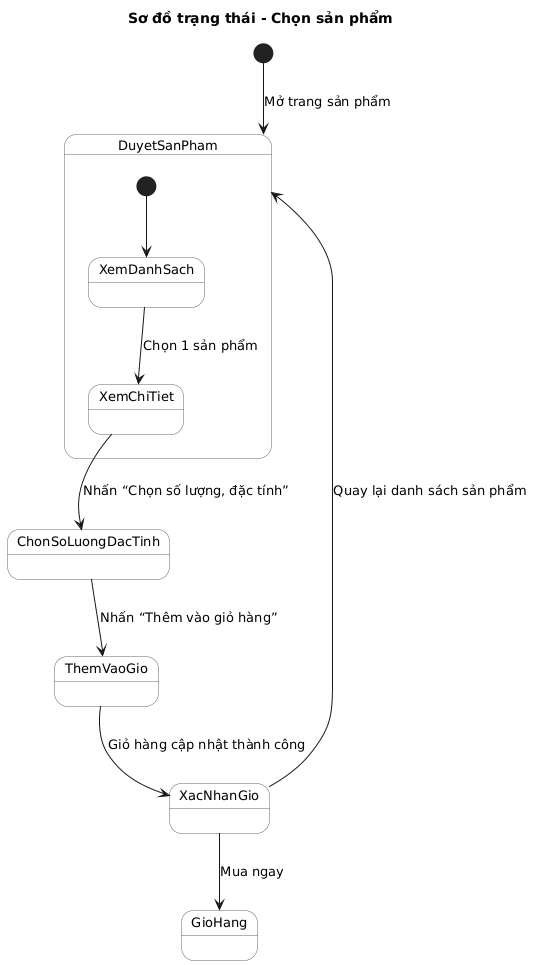 Sơ đồ trạng thái - Chọn sản phẩm
Mở trang sản phẩm
DuyetSanPham
XemDanhSach
Chọn 1 sản phẩm
XemChiTiet
Nhấn “Chọn số lượng, đặc tính”
Quay lại danh sách sản phẩm
ChonSoLuongDacTinh
Nhấn “Thêm vào giỏ hàng”
ThemVaoGio
Giỏ hàng cập nhật thành công
XacNhanGio
Mua ngay
GioHang